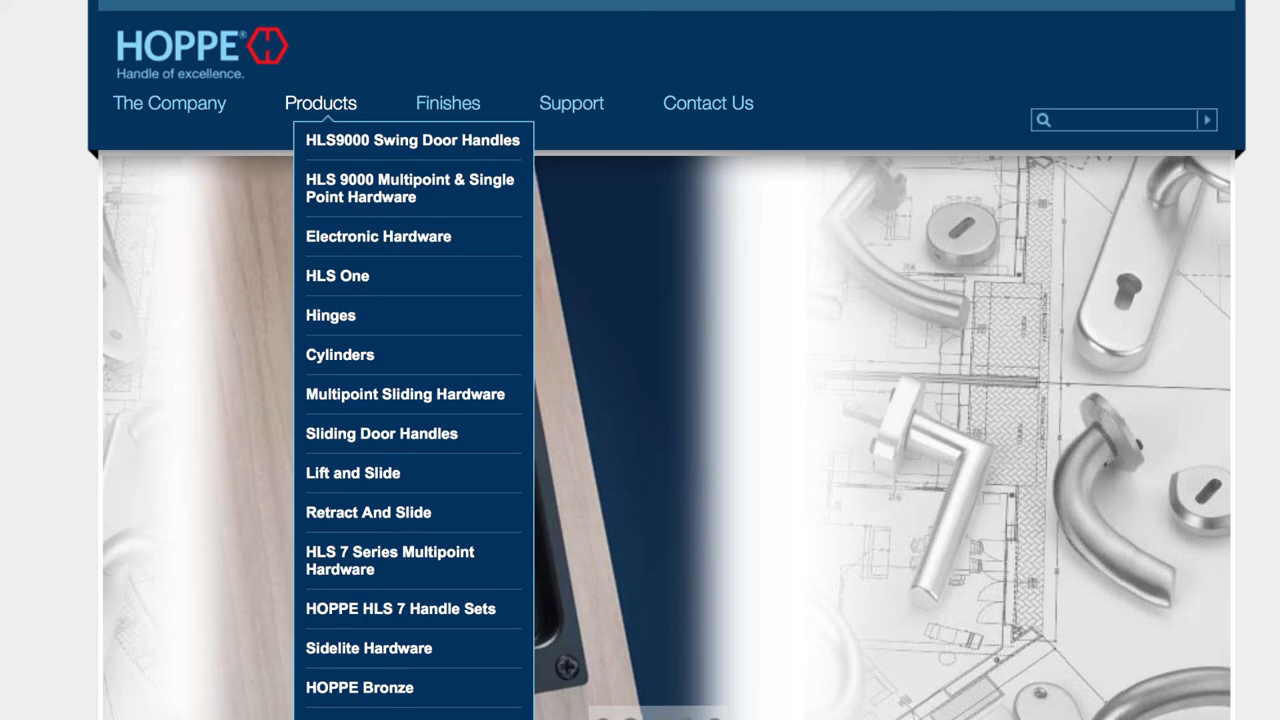 HOPPE®
Handle of excellence.
The Company Products Finishes Support Contact Us
HLS9000 Swing Door Handles
HLS 9000 Multipoint & Single
Point Hardware
Electronic Hardware
HLS One
Hinges
Cylinders
Multipoint Sliding Hardware
Sliding Door Handles
Lift and Slide
Retract And Slide
HLS 7 Series Multipoint
Hardware
HOPPE HLS 7 Handle Sets
Sidelite Hardware
HOPPE Bronze